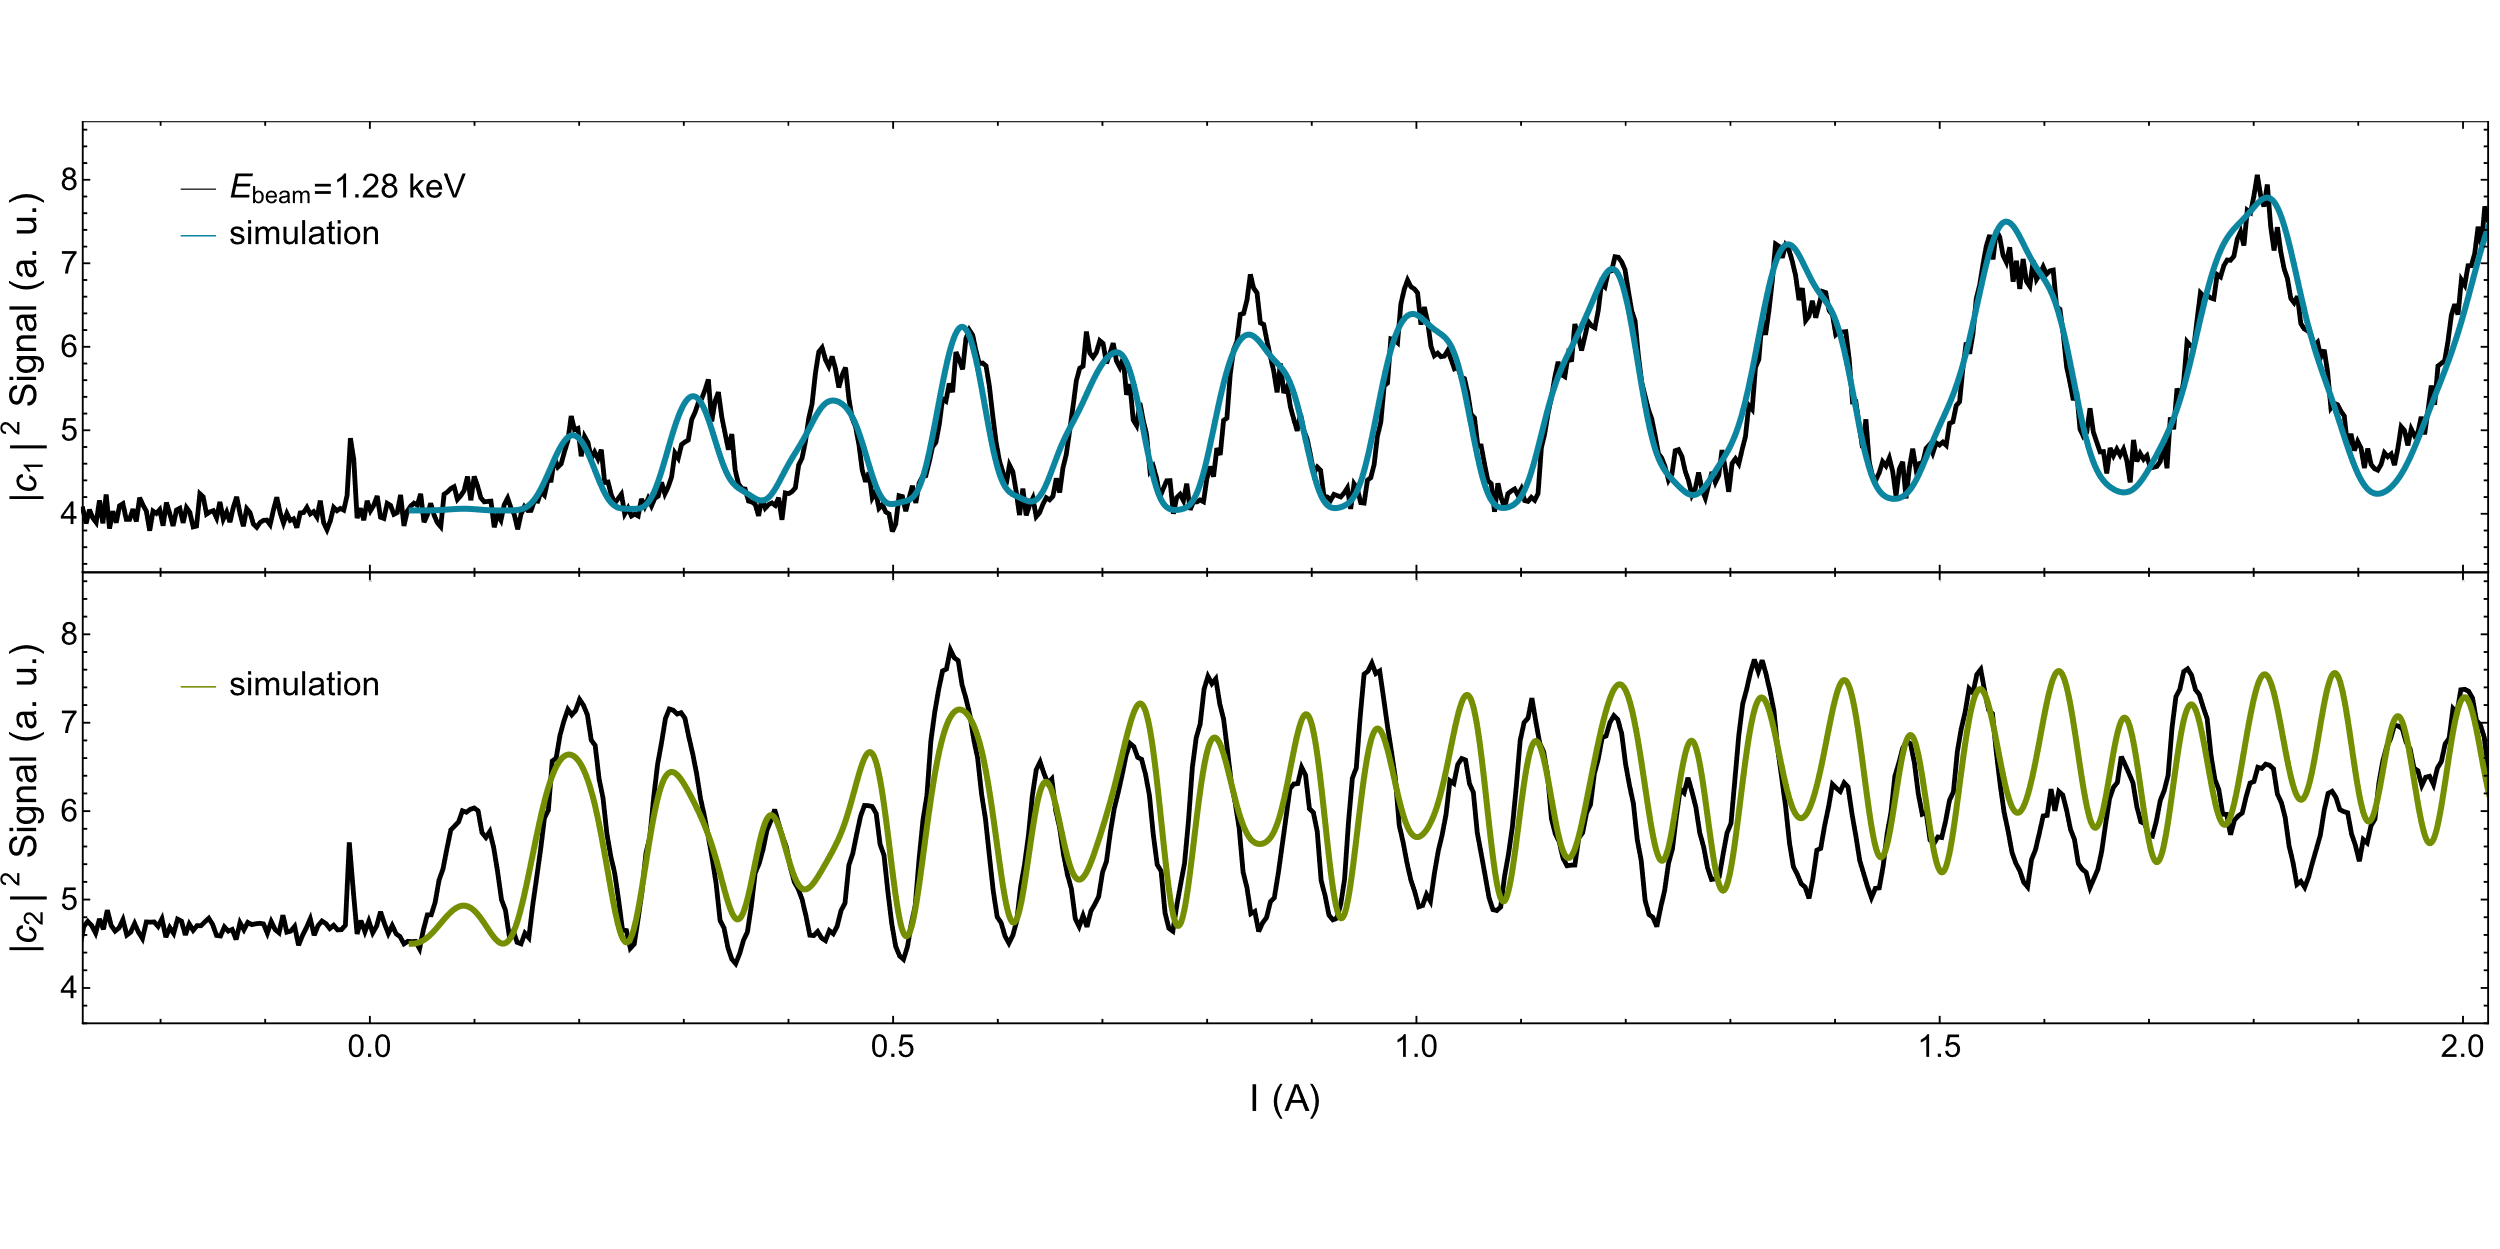 |c1|2 Signal (a. u.)
8
7
6
5
4
Ebeam=1.28 keV
simulation
|c2|2 Signal (a. u.)
8
7
6
5
4
simulation
0.0 0.5 1.0 1.5 2.0
I (A)